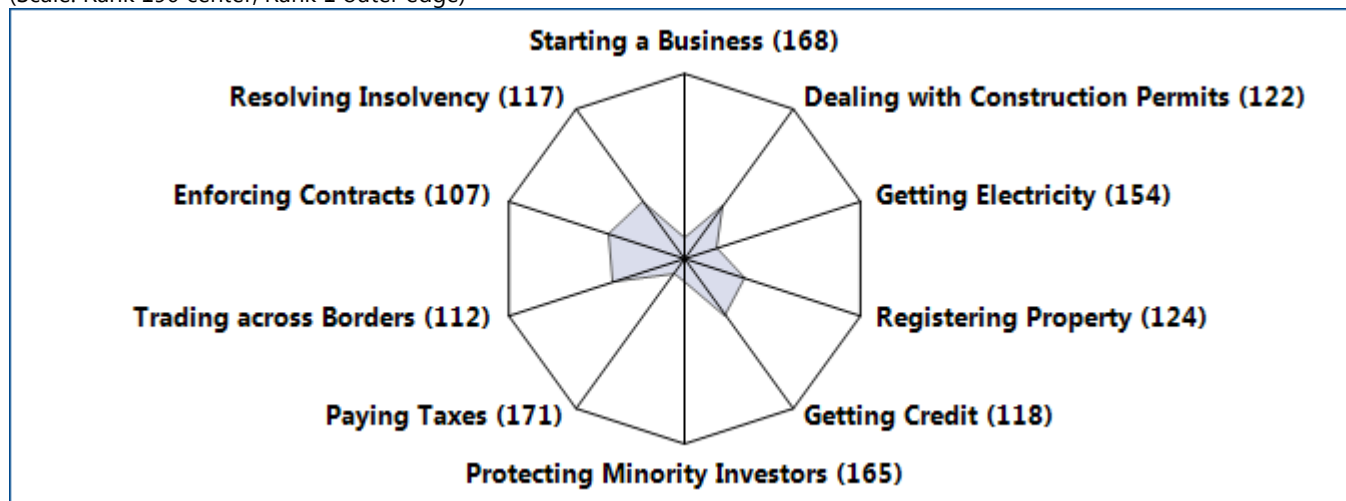 (Scale: Rank 190 center, Rank 1 outer edge)
Starting a Business (168)
Resolving Insolvency (117)
Dealing with Construction Permits (122)
Enforcing Contracts (107)
Getting Electricity (154)
Trading across Borders (112)
Registering Property (124)
Paying Taxes (171)
Getting Credit (118)
Protecting Minority Investors (165)